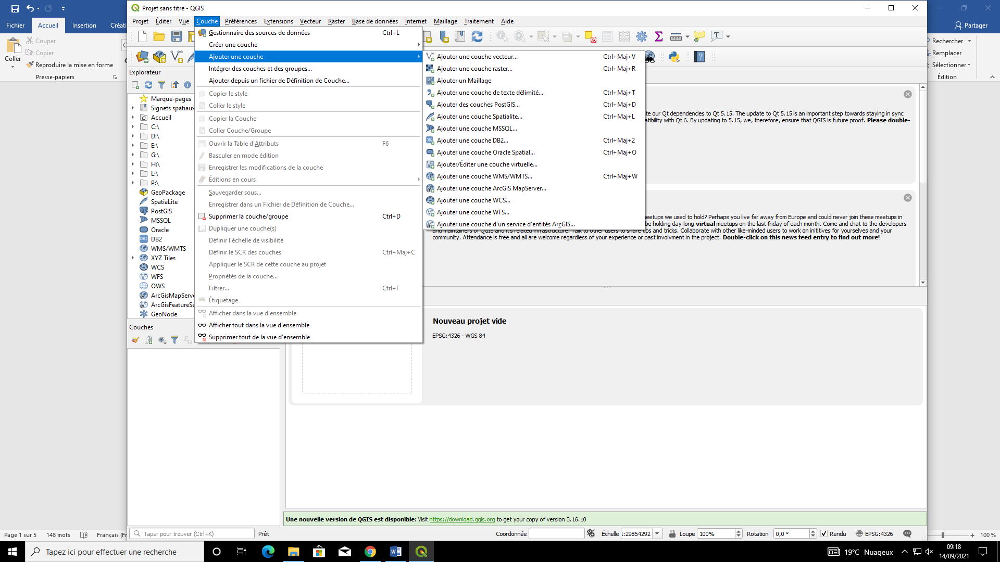 Projet sans titre - QGIS
Fichier
Accueil
Insertion
Créati
Partager
Projet Éditer Vue Couche Préférences Extensions Vecteur Raster Base de données Internet Maillage Traitement Aide
Coller
Couper
Copier
Reproduire la mise en forme
Presse-papiers
Rechercher
Remplacer
Sélectionner
Édition
Explorateur
Marque-pages
Signets spatiaux
Accueil
C:\
D:\
E:\
G:\
H:\
L:\
P:\
GeoPackage
SpatiaLite
PostGIS
MSSQL
Oracle
DB2
WMS/WMTS
XYZ Tiles
WCS
WFS
OWS
ArcGisMapServe
ArcGisFeatureSe
GeoNode
Couches
Gestionnaire des sources de données Ctrl+L
Créer une couche
Ajouter une couche
Intégrer des couches et des groupes...
Ajouter depuis un fichier de Définition de Couche...
Copier le style
Coller le style
Copier la Couche
Coller Couche/Groupe
Ouvrir la Table d'Attributs F6
Basculer en mode édition
Enregistrer les modifications de la couche
Éditions en cours
Sauvegarder sous...
Enregistrer dans un Fichier de Définition de Couche...
Supprimer la couche/groupe Ctrl+D
Dupliquer une couche(s)
Définir l'échelle de visibilité
Définir le SCR des couches Ctrl+Maj+C
Appliquer le SCR de cette couche au projet
Propriétés de la couche...
Filtrer... Ctrl+F
Étiquetage
Afficher dans la vue d'ensemble
Afficher tout dans la vue d'ensemble
Supprimer tout de la vue d'ensemble
Ajouter une couche vecteur... Ctrl+Maj+V
Ajouter une couche raster... Ctrl+Maj+R
Ajouter un Maillage
Ajouter une couche de texte délimité... Ctrl+Maj+T
Ajouter des couches PostGIS... Ctrl+Maj+D
Ajouter une couche Spatialite... Ctrl+Maj+L
Ajouter une couche MSSQL...
Ajouter une couche DB2... Ctrl+Maj+2
Ajouter une couche Oracle Spatial... Ctrl+Maj+O
Ajouter/Éditer une couche virtuelle...
Ajouter une couche WMS/WMTS... Ctrl+Maj+W
Ajouter une couche ArcGIS MapServer...
Ajouter une couche WCS...
Ajouter une couche WFS...
Ajouter une couche d'un service d'entités ArcGIS...
te our Qt dependencies to Qt 5.15. The update to Qt 5.15 is an important step towards staying in sync
atibility with Qt 6. By updating to 5.15, we, therefore, ensure that QGIS is future proof. Please double-
meetups we used to hold? Perhaps you live far away from Europe and could never join these meetups in
be holding day-long virtual meetups on the last friday of each month. Come and chat to the developers
and maintainers of QGIS and it's related infrastructure. Talk to other users to share tips and tricks. Collaborate with other like-minded users to work on inititives for yourselves and your
community. Attendance is free and all are welcome regardless of your experience or past involvment in the project. Double-click on this news feed entry to find out more!
Nouveau projet vide
EPSG:4326 - WGS 84
Une nouvelle version de QGIS est disponible: Visit https://download.qgis.org to get your copy of version 3.16.10
Taper pour trouver (Ctrl+K)
Prêt
Coordonnée
Échelle
1:29854292
Loupe
100%
Rotation
0,0 °
Rendu
EPSG:4326
Page 1 sur 5
148 mots
Français (Fr
100 %
Tapez ici pour effectuer une recherche
19°C Nuageux
09:18
14/09/2021